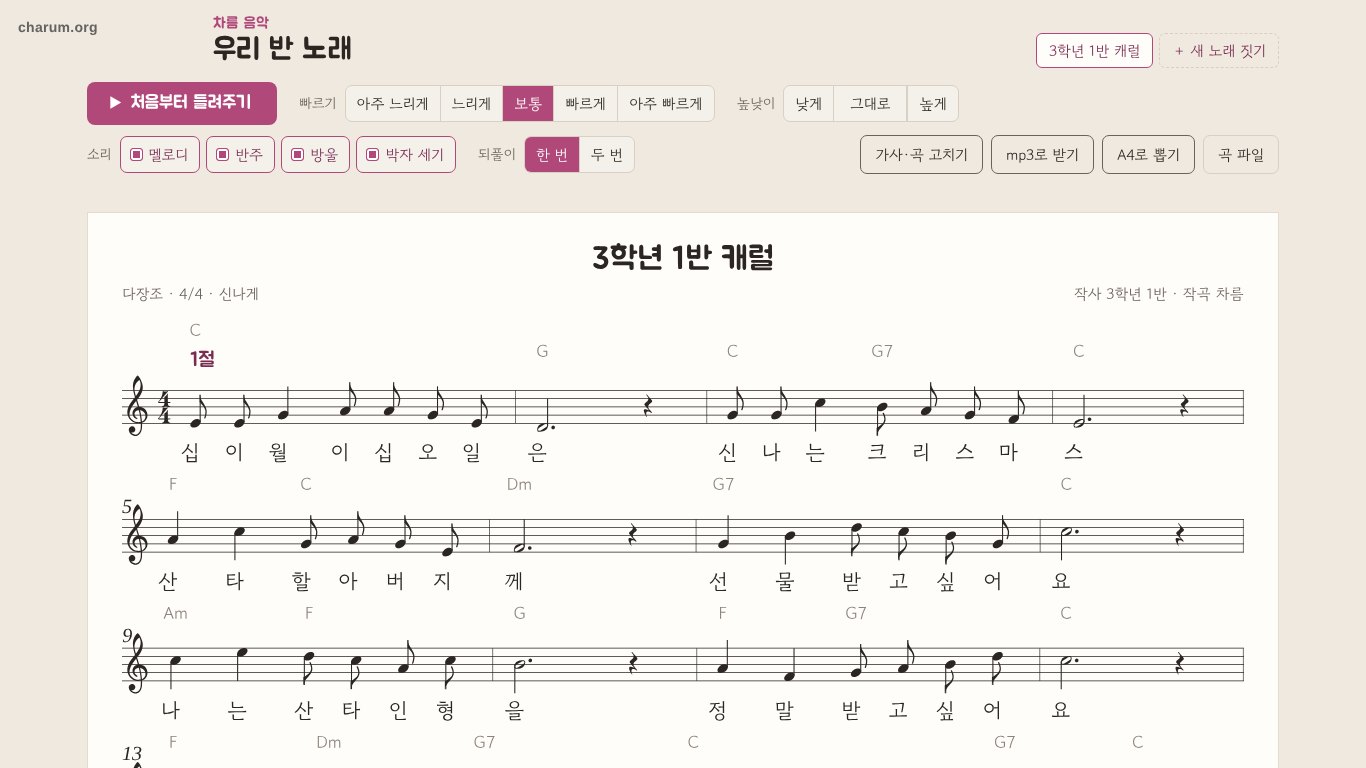 charum.org
차름 음악
우리 반 노래
3학년 1반 캐럴
+ 새 노래 짓기
▶ 처음부터 들려주기
빠르기 아주 느리게 느리게 보통 빠르게 아주 빠르게
높낮이 낮게 그대로 높게
소리 멜로디 반주 방울 박자 세기
되풀이 한 번 두 번
가사·곡 고치기 mp3로 받기 A4로 뽑기 곡 파일
3학년 1반 캐럴
다장조 · 4/4 · 신나게
작사 3학년 1반 · 작곡 차름
C G C G7 C
1절
4 4
십 이 월 이 십 오 일 은 신 나 는 크 리 스 마 스
F C Dm G7 C
5
산 타 할 아 버 지 께 선 물 받 고 싶 어 요
Am F G F G7 C
9
나 는 산 타 인 형 을 정 말 받 고 싶 어 요
F Dm G7 C G7 C
13